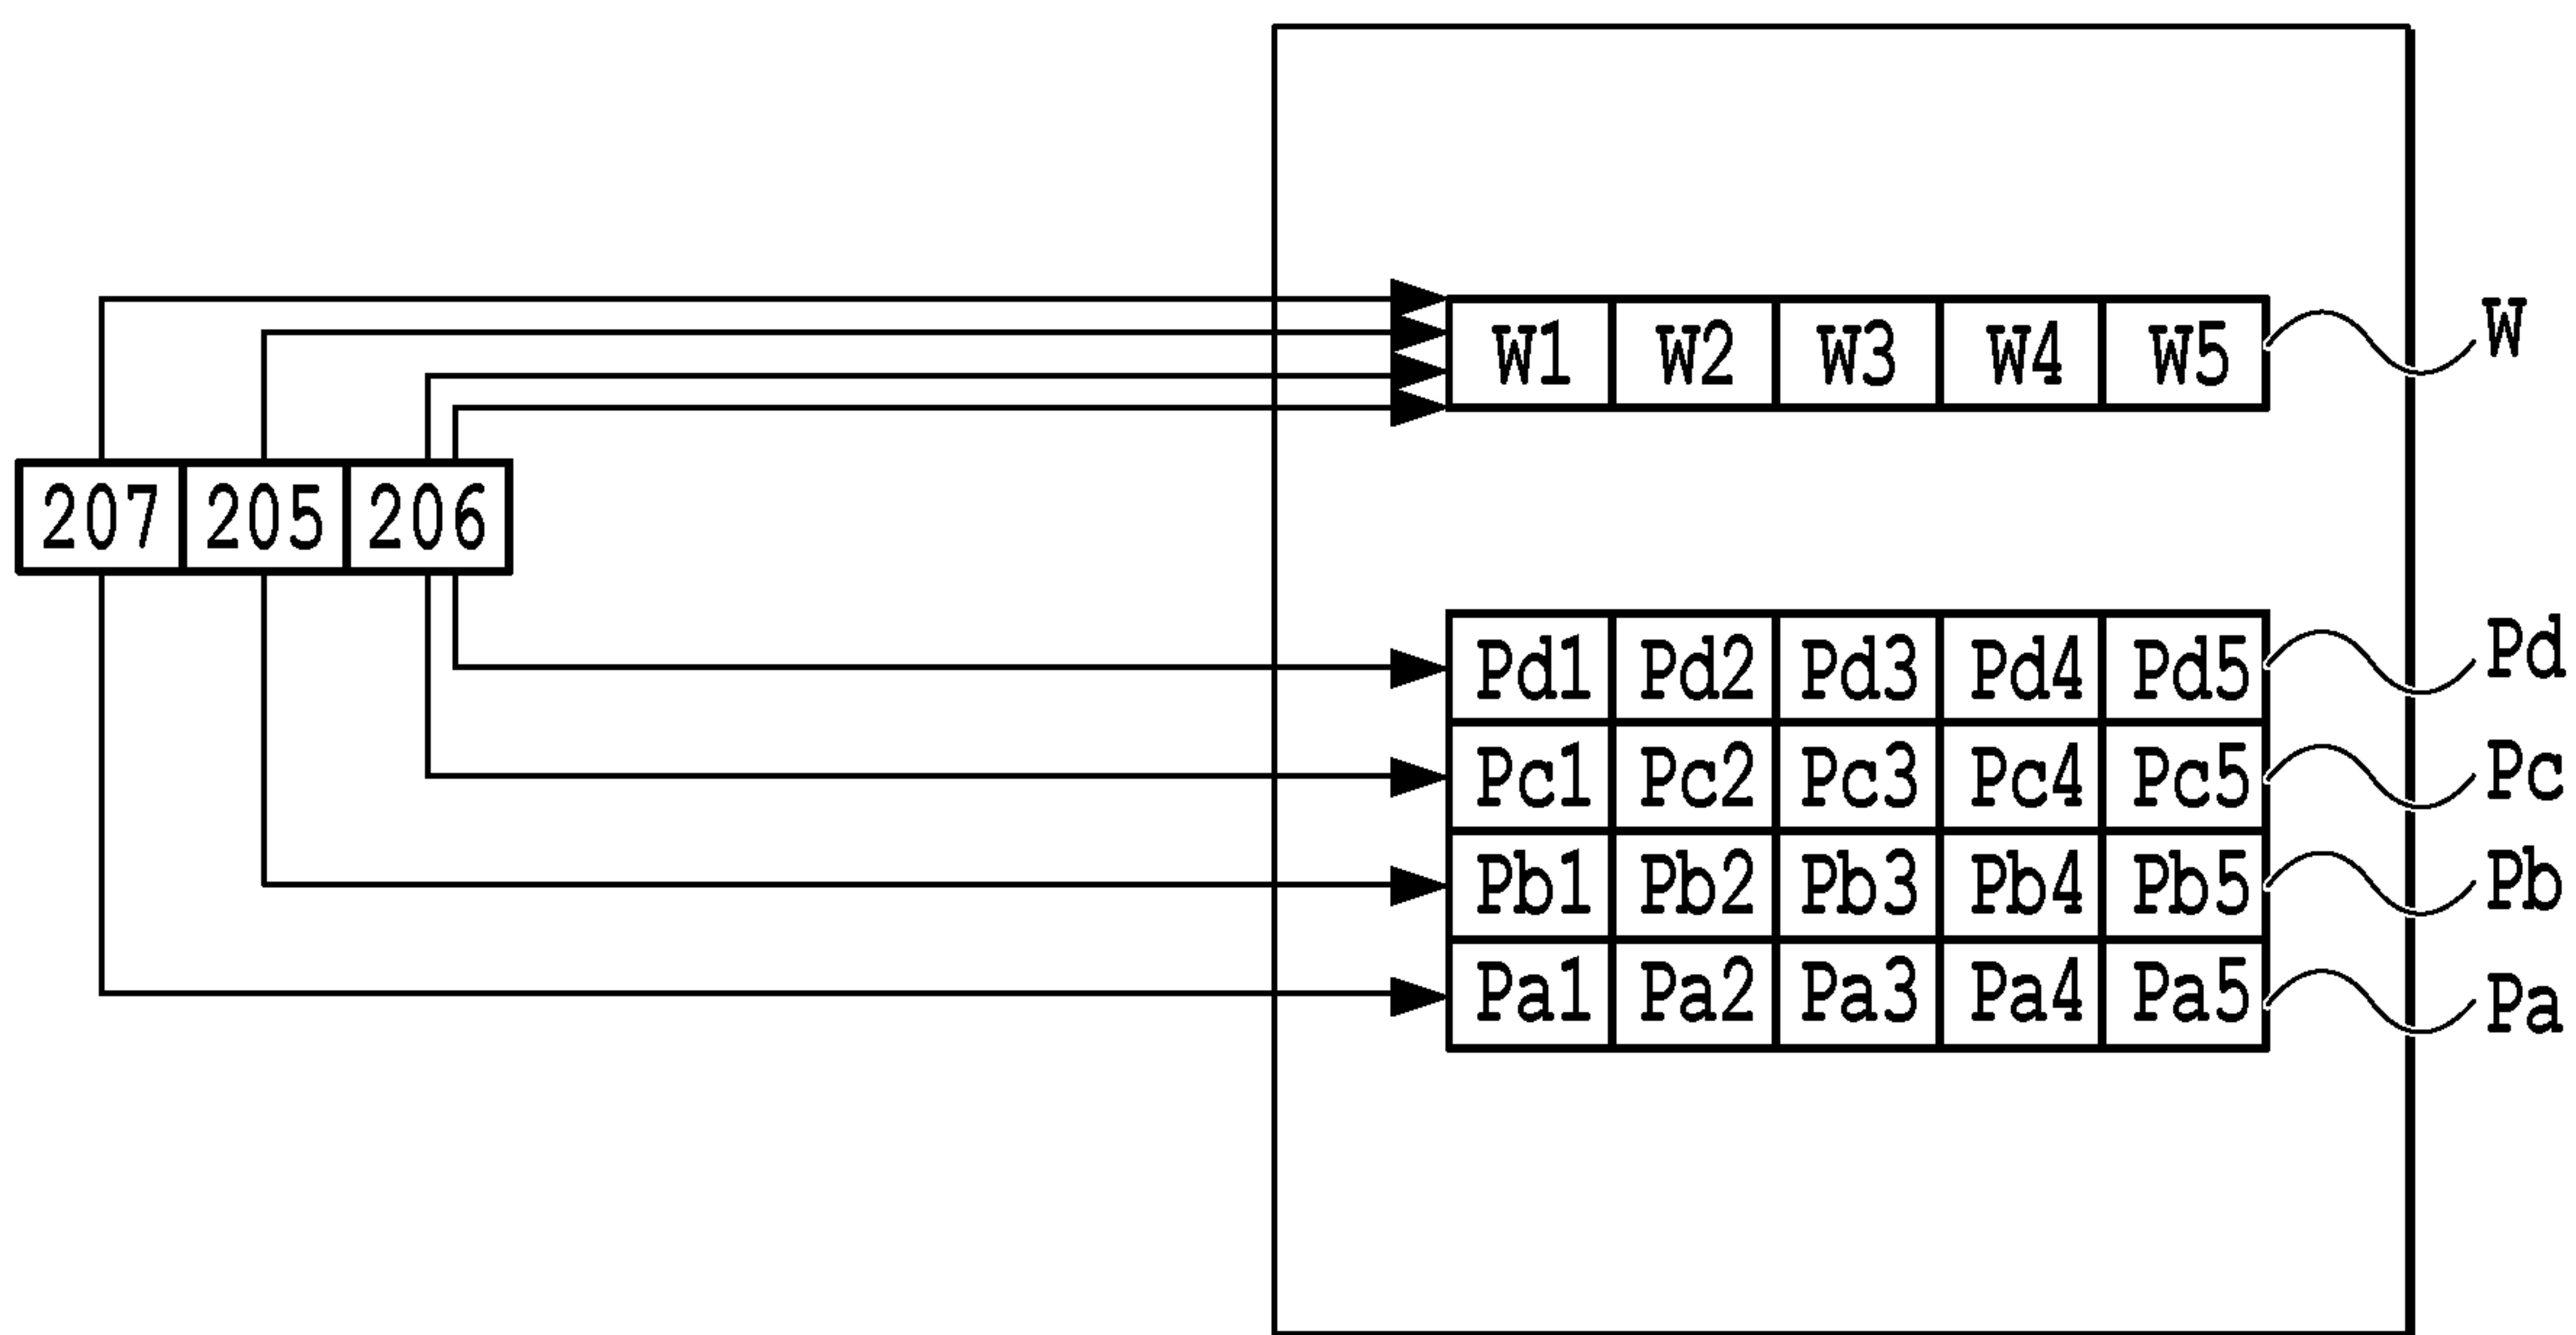 W1 W2 W3 W4 W5 W
207 205 206
Pd1 Pd2 Pd3 Pd4 Pd5 Pd
Pc1 Pc2 Pc3 Pc4 Pc5 Pc
Pb1 Pb2 Pb3 Pb4 Pb5 Pb
Pa1 Pa2 Pa3 Pa4 Pa5 Pa